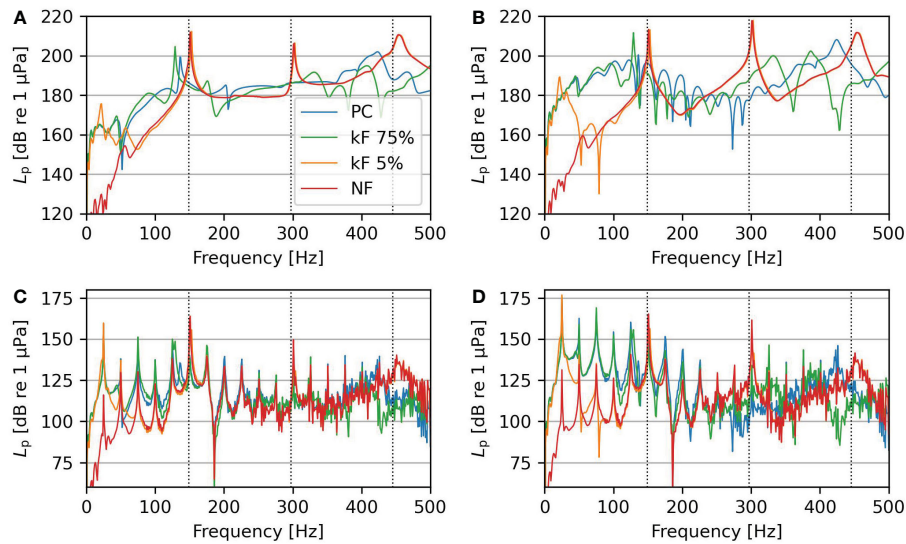 A
B
220
200
180
160
140
120
Lp [dB re 1 µPa]
PC
kF 75%
kF 5%
NF
0 100 200 300 400 500
Frequency [Hz]
220
200
180
160
140
120
Lp [dB re 1 µPa]
0 100 200 300 400 500
Frequency [Hz]
C
D
175
150
125
100
75
Lp [dB re 1 µPa]
0 100 200 300 400 500
Frequency [Hz]
175
150
125
100
75
Lp [dB re 1 µPa]
0 100 200 300 400 500
Frequency [Hz]